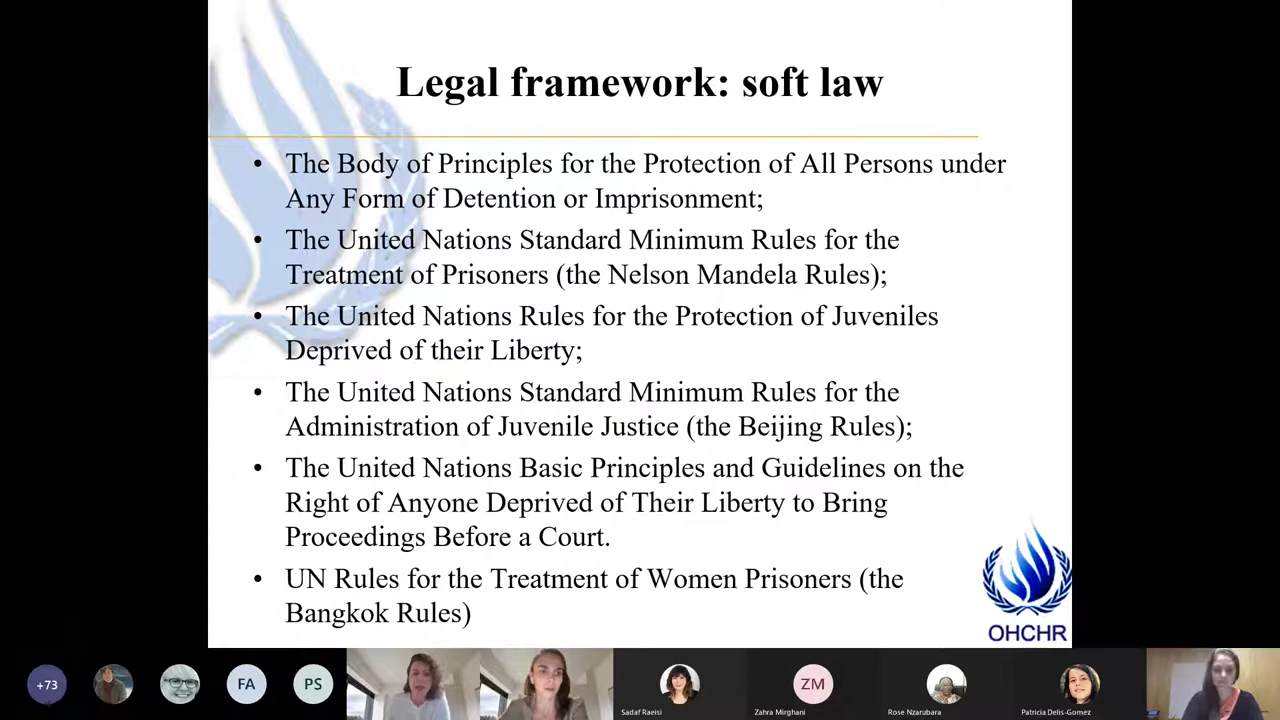 Legal framework: soft law
• The Body of Principles for the Protection of All Persons under
Any Form of Detention or Imprisonment;
• The United Nations Standard Minimum Rules for the
Treatment of Prisoners (the Nelson Mandela Rules);
• The United Nations Rules for the Protection of Juveniles
Deprived of their Liberty;
• The United Nations Standard Minimum Rules for the
Administration of Juvenile Justice (the Beijing Rules);
• The United Nations Basic Principles and Guidelines on the
Right of Anyone Deprived of Their Liberty to Bring
Proceedings Before a Court.
• UN Rules for the Treatment of Women Prisoners (the
Bangkok Rules)
OHCHR
+73
FA
PS
ZM
Sadaf Raeisi
Zahra Mirghani
Rose Nzarubara
Patricia Delis-Gomez